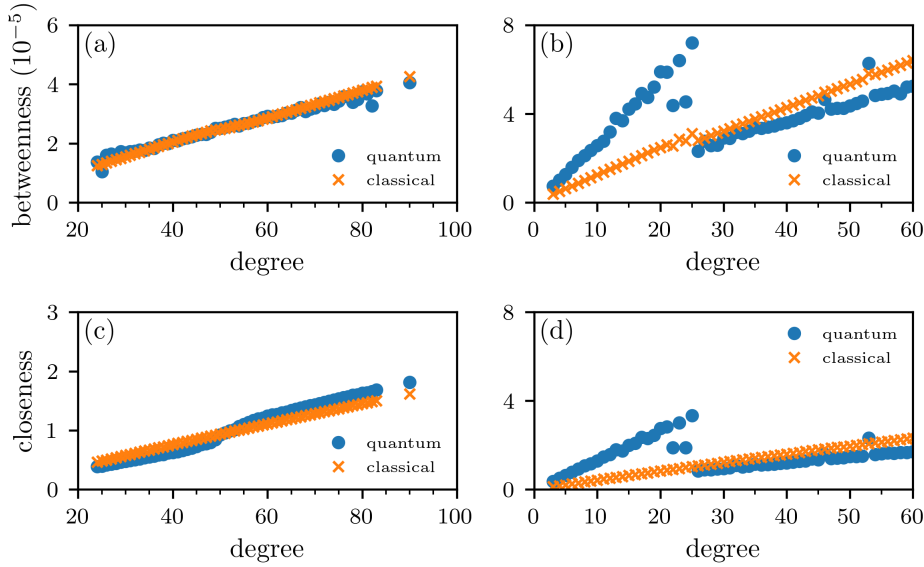 betweenness (10⁻⁵)
6
4
2
0
(a)
quantum
classical
20
40
60
80
100
degree
8
4
0
(b)
quantum
classical
0
10
20
30
40
50
60
degree
closeness
3
2
1
0
(c)
quantum
classical
20
40
60
80
100
degree
8
4
0
(d)
quantum
classical
0
10
20
30
40
50
60
degree